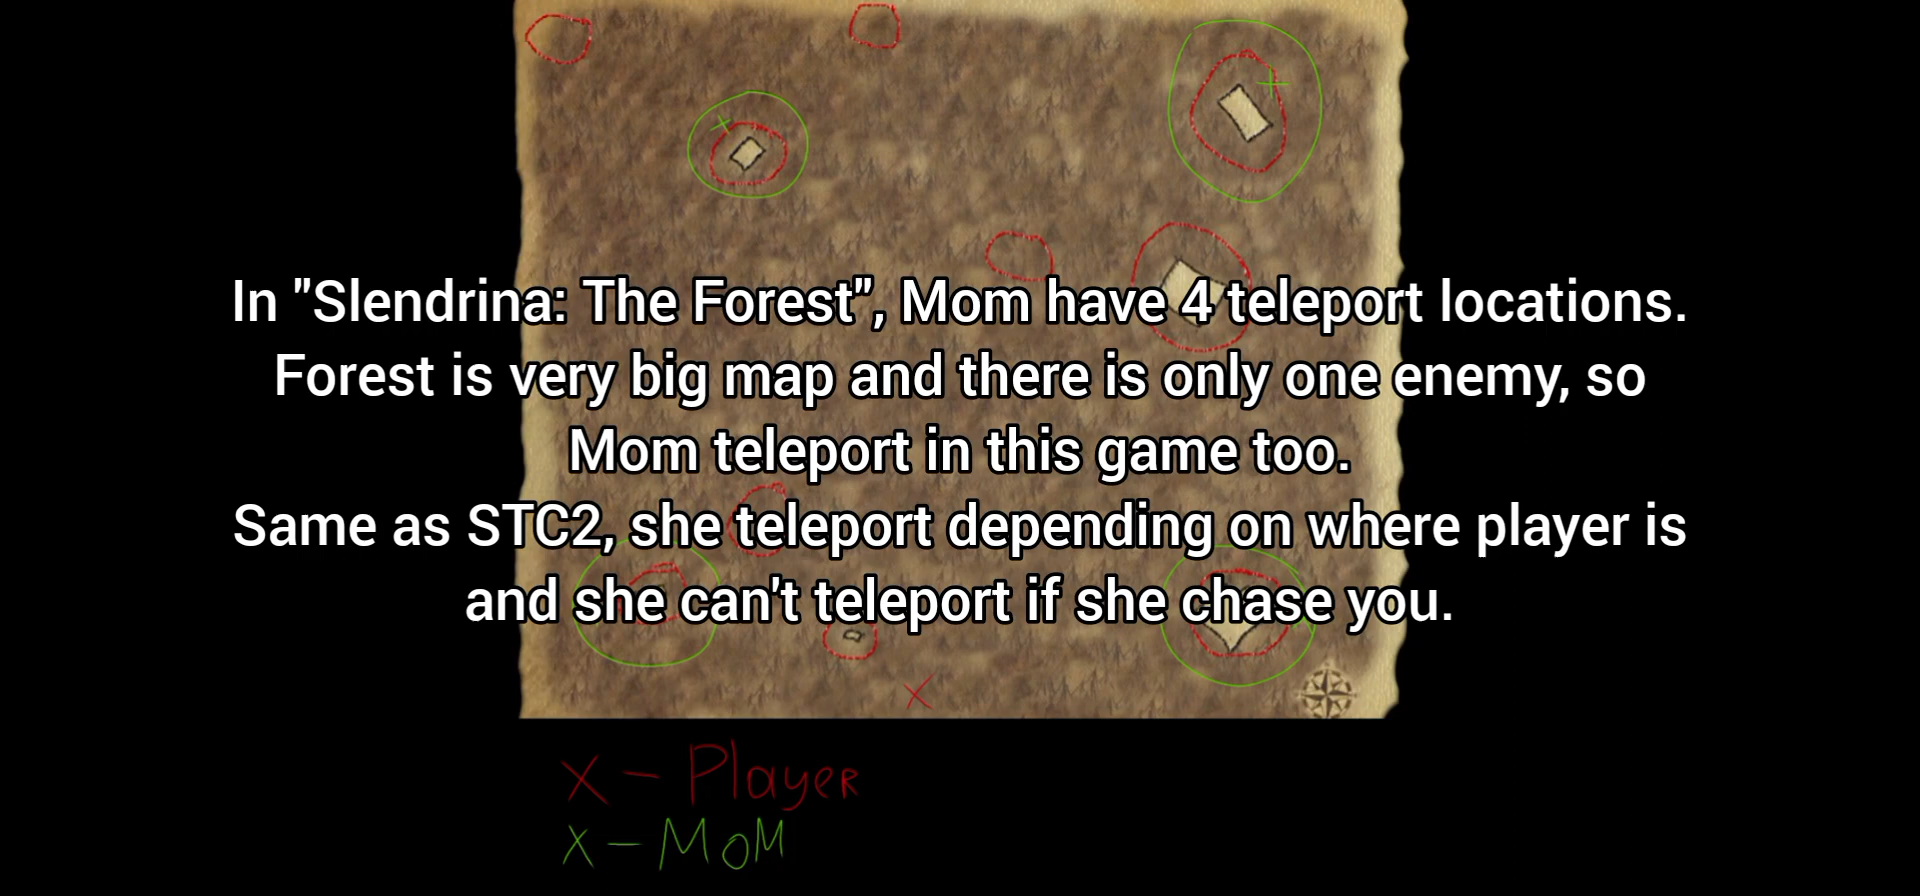 In "Slendrina: The Forest", Mom have 4 teleport locations.
Forest is very big map and there is only one enemy, so
Mom teleport in this game too.
Same as STC2, she teleport depending on where player is
and she can't teleport if she chase you.
X - Player
X - MoM